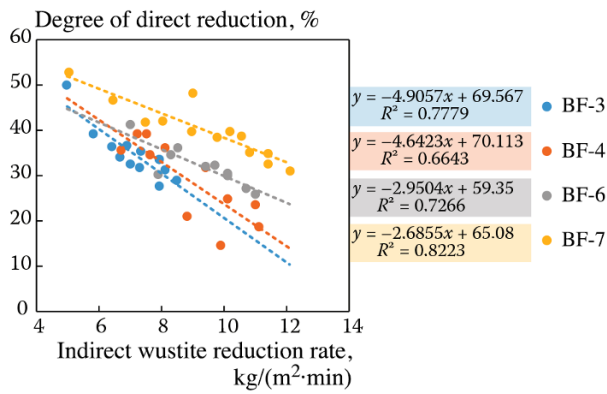 Degree of direct reduction, %
60
50
40
30
20
10
0
4
6
8
10
12
14
Indirect wustite reduction rate,
kg/(m²·min)
y = −4.9057x + 69.567
R² = 0.7779
BF-3
y = −4.6423x + 70.113
R² = 0.6643
BF-4
y = −2.9504x + 59.35
R² = 0.7266
BF-6
y = −2.6855x + 65.08
R² = 0.8223
BF-7